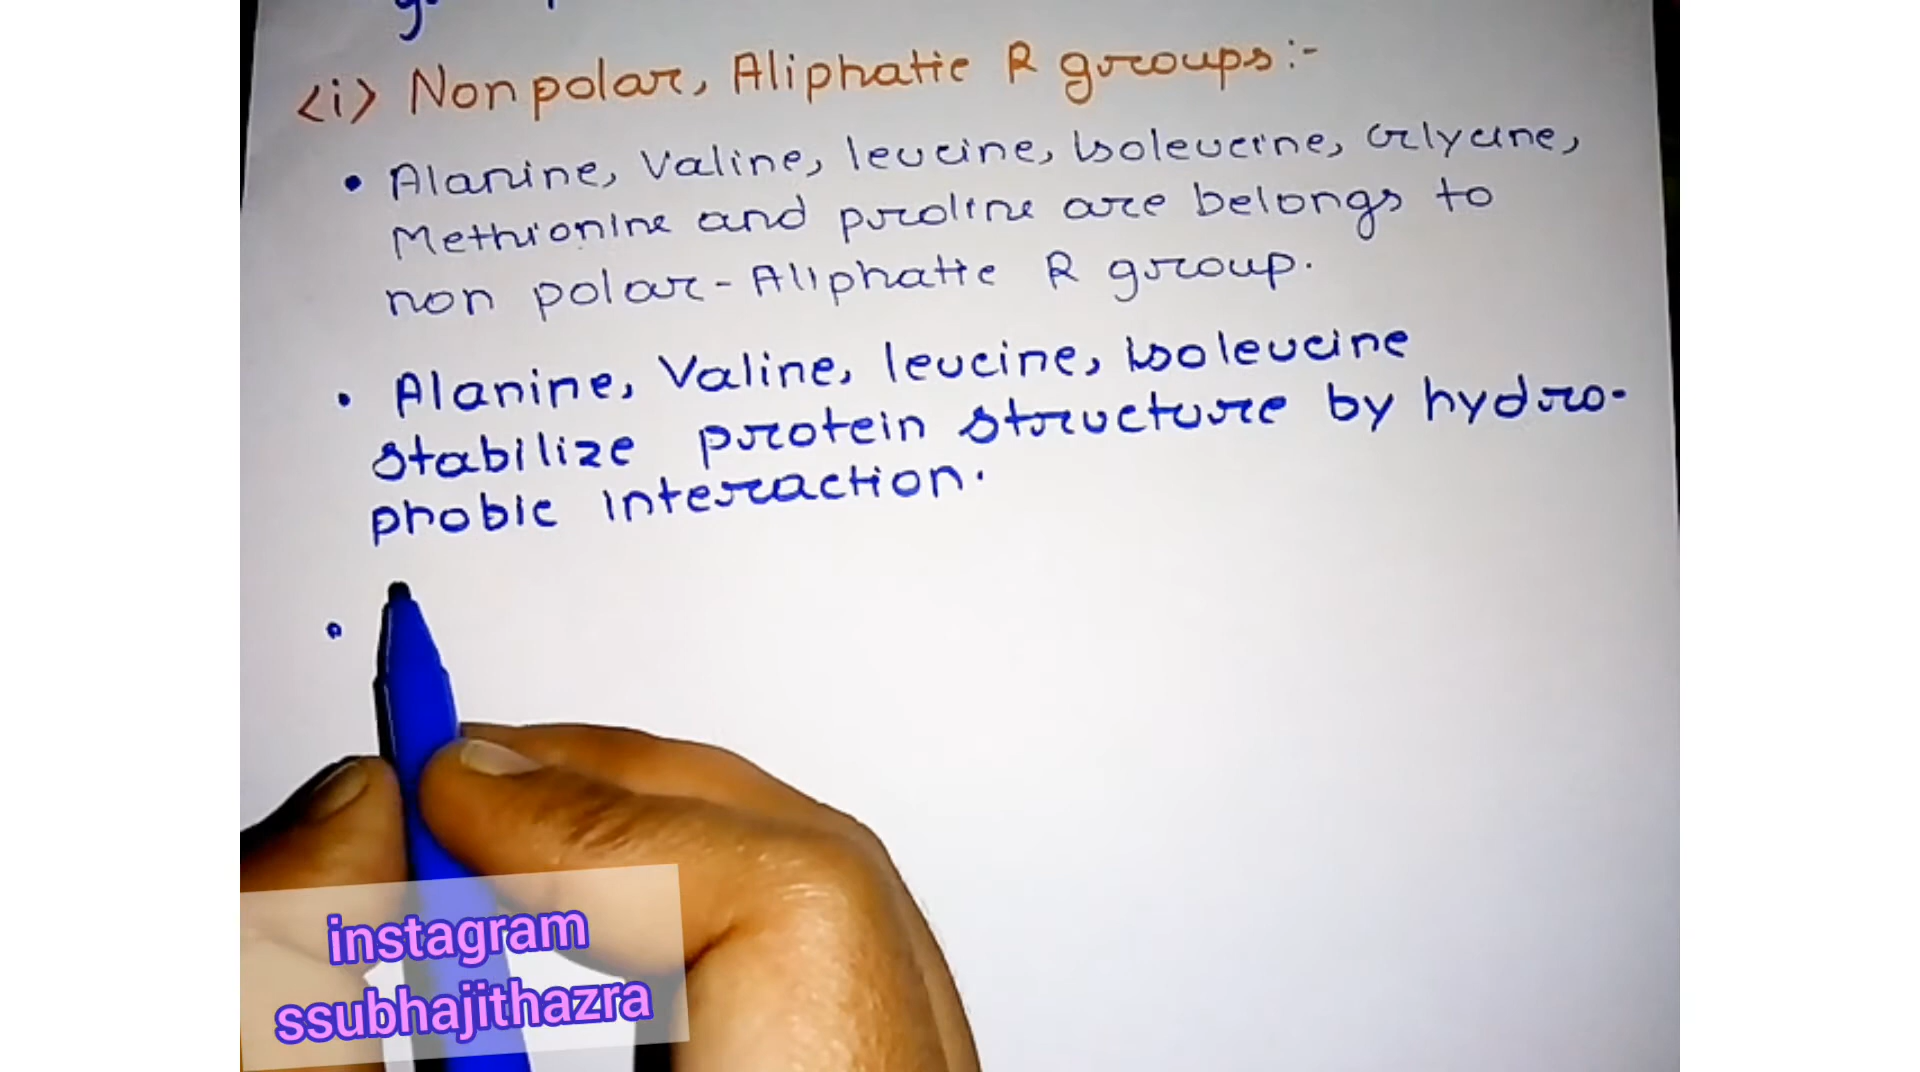 <i> Nonpolar, Aliphatic R groups:-
• Alanine, Valine, leucine, Isoleucine, Glycine,
Methionine and proline are belongs to
non polar-Aliphatic R group.
• Alanine, Valine, leucine, Isoleucine
stabilize protein structure by hydro-
phobic interaction.
•
instagram
ssubhajithazra